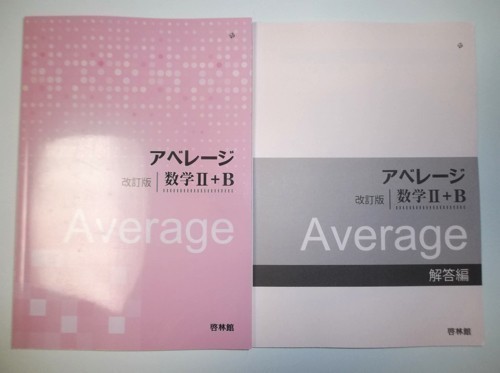 アベレージ
改訂版 数学Ⅱ+B
Average
啓林館
アベレージ
改訂版 数学Ⅱ+B
Average
解答編
啓林館